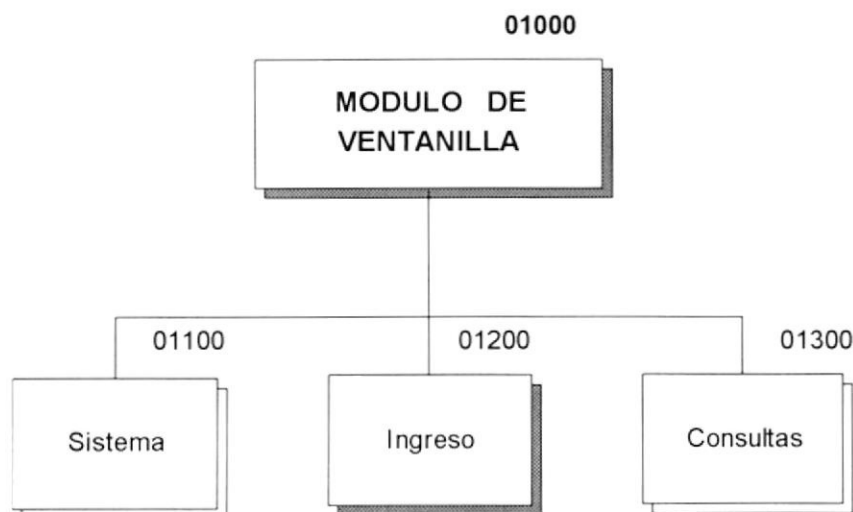 01000
MODULO DE
VENTANILLA
01100
01200
01300
Sistema
Ingreso
Consultas